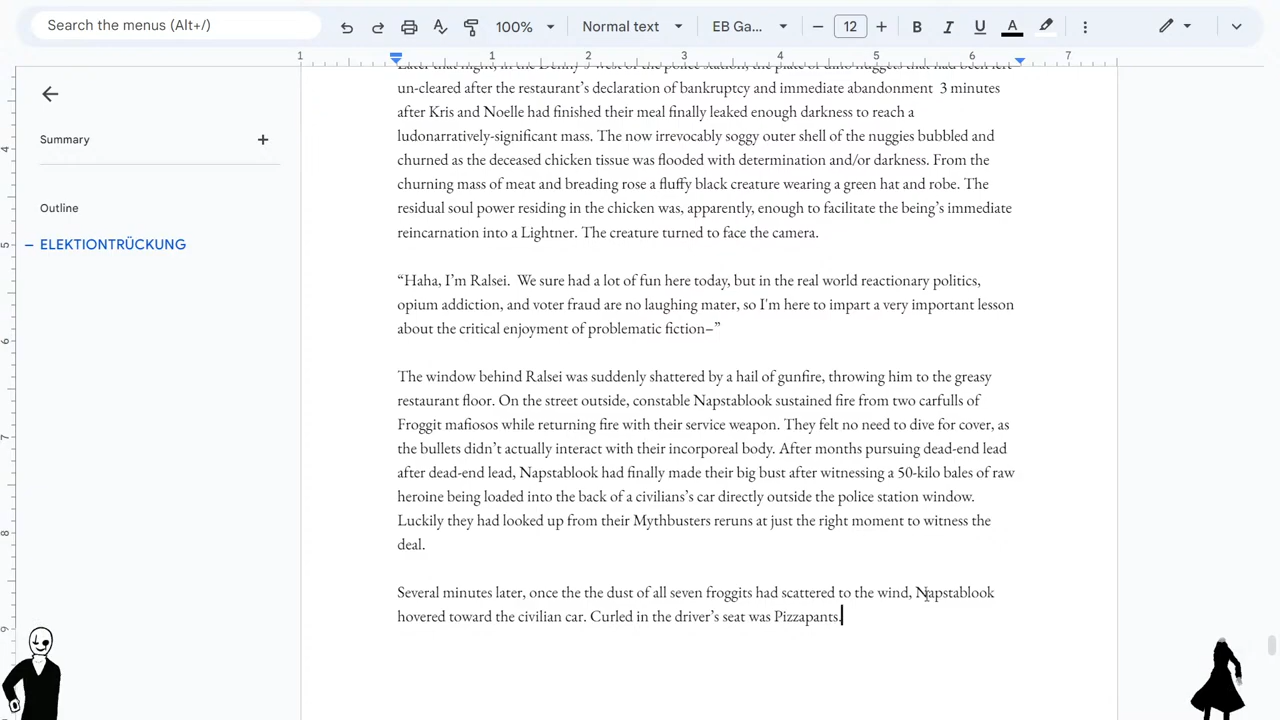 Search the menus (Alt+/)
100%
Normal text
EB Ga...
12
B I U A
1 1 2 3 4 5 6 7
Summary
Outline
ELEKTIONTRÜCKUNG
4
5
6
7
8
9
un-cleared after the restaurant’s declaration of bankruptcy and immediate abandonment  3 minutes
after Kris and Noelle had finished their meal finally leaked enough darkness to reach a
ludonarratively-significant mass. The now irrevocably soggy outer shell of the nuggies bubbled and
churned as the deceased chicken tissue was flooded with determination and/or darkness. From the
churning mass of meat and breading rose a fluffy black creature wearing a green hat and robe. The
residual soul power residing in the chicken was, apparently, enough to facilitate the being’s immediate
reincarnation into a Lightner. The creature turned to face the camera.
“Haha, I’m Ralsei.  We sure had a lot of fun here today, but in the real world reactionary politics,
opium addiction, and voter fraud are no laughing mater, so I'm here to impart a very important lesson
about the critical enjoyment of problematic fiction–”
The window behind Ralsei was suddenly shattered by a hail of gunfire, throwing him to the greasy
restaurant floor. On the street outside, constable Napstablook sustained fire from two carfulls of
Froggit mafiosos while returning fire with their service weapon. They felt no need to dive for cover, as
the bullets didn’t actually interact with their incorporeal body. After months pursuing dead-end lead
after dead-end lead, Napstablook had finally made their big bust after witnessing a 50-kilo bales of raw
heroine being loaded into the back of a civilians’s car directly outside the police station window.
Luckily they had looked up from their Mythbusters reruns at just the right moment to witness the
deal.
Several minutes later, once the the dust of all seven froggits had scattered to the wind, Napstablook
hovered toward the civilian car. Curled in the driver’s seat was Pizzapants.